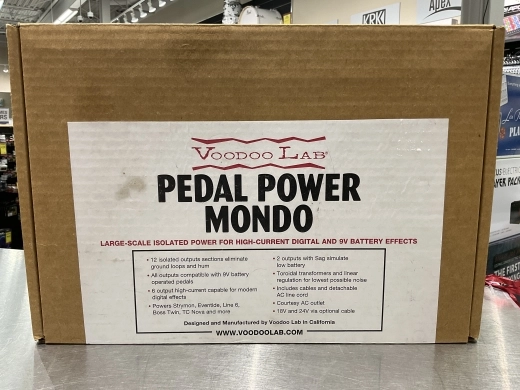 KRK
Apex
VOODOO LAB
PEDAL POWER
MONDO
LARGE-SCALE ISOLATED POWER FOR HIGH-CURRENT DIGITAL AND 9V BATTERY EFFECTS
• 12 isolated outputs sections eliminate
ground loops and hum
• All outputs compatible with 9V battery
operated pedals
• 6 output high-current capable for modern
digital effects
• Powers Strymon, Eventide, Line 6,
Boss Twin, TC Nova and more
• 2 outputs with Sag simulate
low battery
• Toroidal transformers and linear
regulation for lowest possible noise
• Includes cables and detachable
AC line cord
• Courtesy AC outlet
• 18V and 24V via optional cable
Designed and Manufactured by Voodoo Lab in California
WWW.VOODOOLAB.COM
THE FIRST